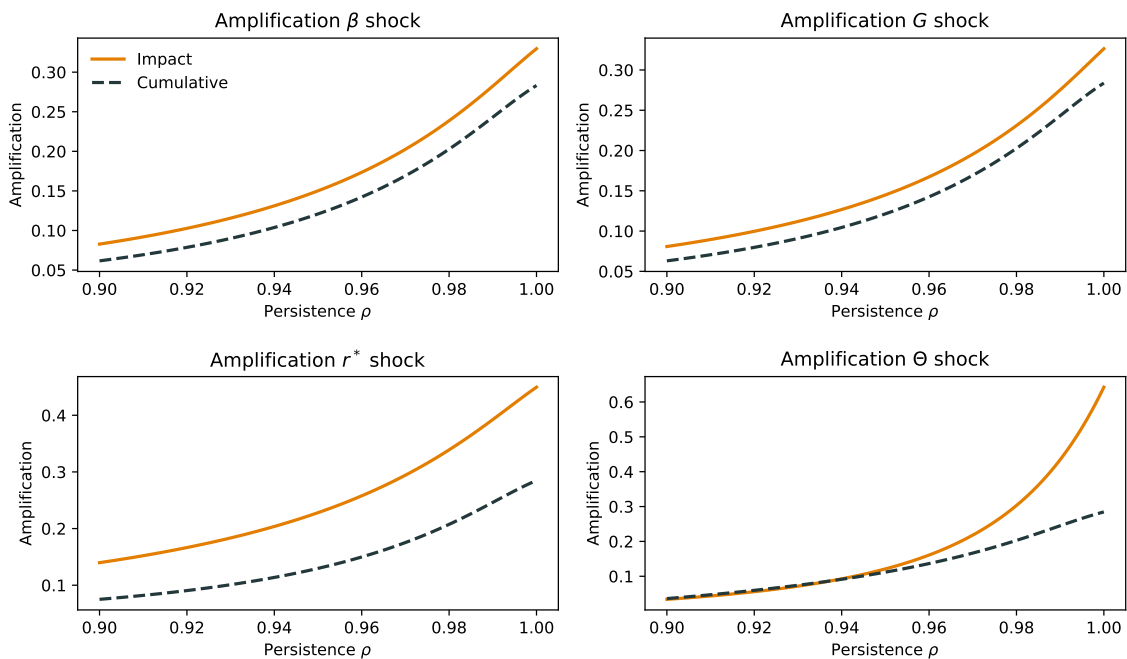 Amplification β shock
Impact
Cumulative
Amplification
0.30
0.25
0.20
0.15
0.10
0.05
0.90 0.92 0.94 0.96 0.98 1.00
Persistence ρ
Amplification G shock
Amplification
0.30
0.25
0.20
0.15
0.10
0.05
0.90 0.92 0.94 0.96 0.98 1.00
Persistence ρ
Amplification r* shock
Amplification
0.4
0.3
0.2
0.1
0.90 0.92 0.94 0.96 0.98 1.00
Persistence ρ
Amplification Θ shock
Amplification
0.6
0.5
0.4
0.3
0.2
0.1
0.90 0.92 0.94 0.96 0.98 1.00
Persistence ρ